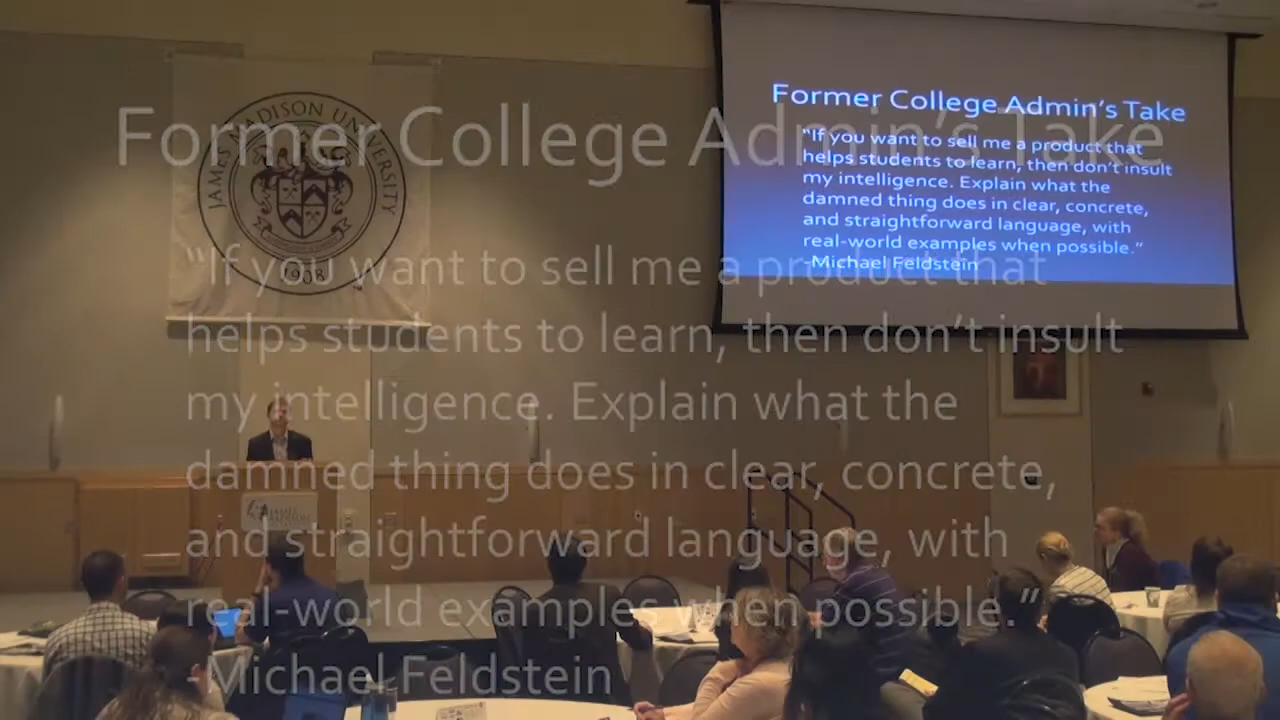 JAMES MADISON UNIVERSITY
1908
Former College Admin's Take
"If you want to sell me a product that
helps students to learn, then don't insult
my intelligence. Explain what the
damned thing does in clear, concrete,
and straightforward language, with
real-world examples when possible."
-Michael Feldstein
Former College Admin's Take
"If you want to sell me a product that
helps students to learn, then don't insult
my intelligence. Explain what the
damned thing does in clear, concrete,
and straightforward language, with
real-world examples when possible."
-Michael Feldstein
JAMES
MADISON